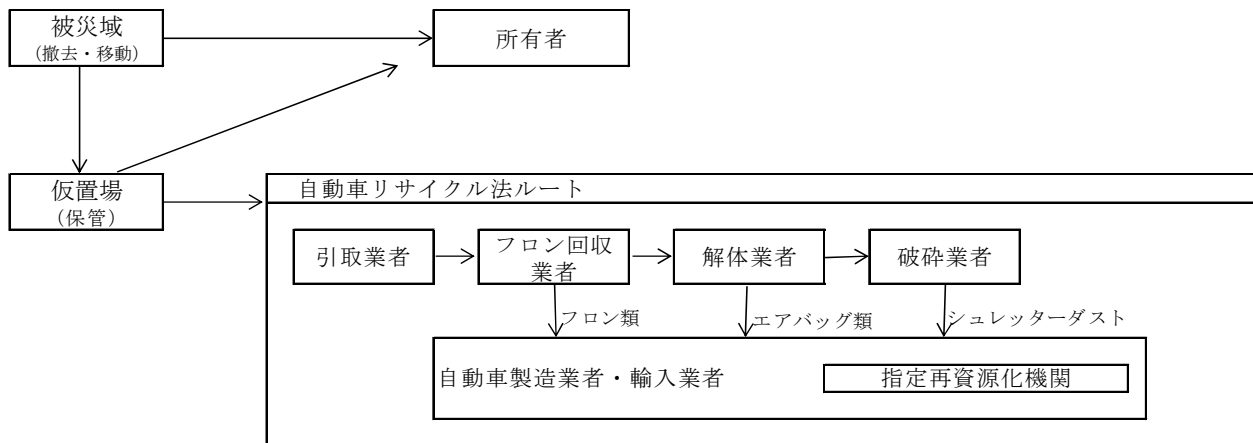 被災域
(撤去・移動)
所有者
仮置場
(保管)
自動車リサイクル法ルート
引取業者
フロン回収
業者
解体業者
破砕業者
フロン類
エアバッグ類
シュレッターダスト
自動車製造業者・輸入業者
指定再資源化機関